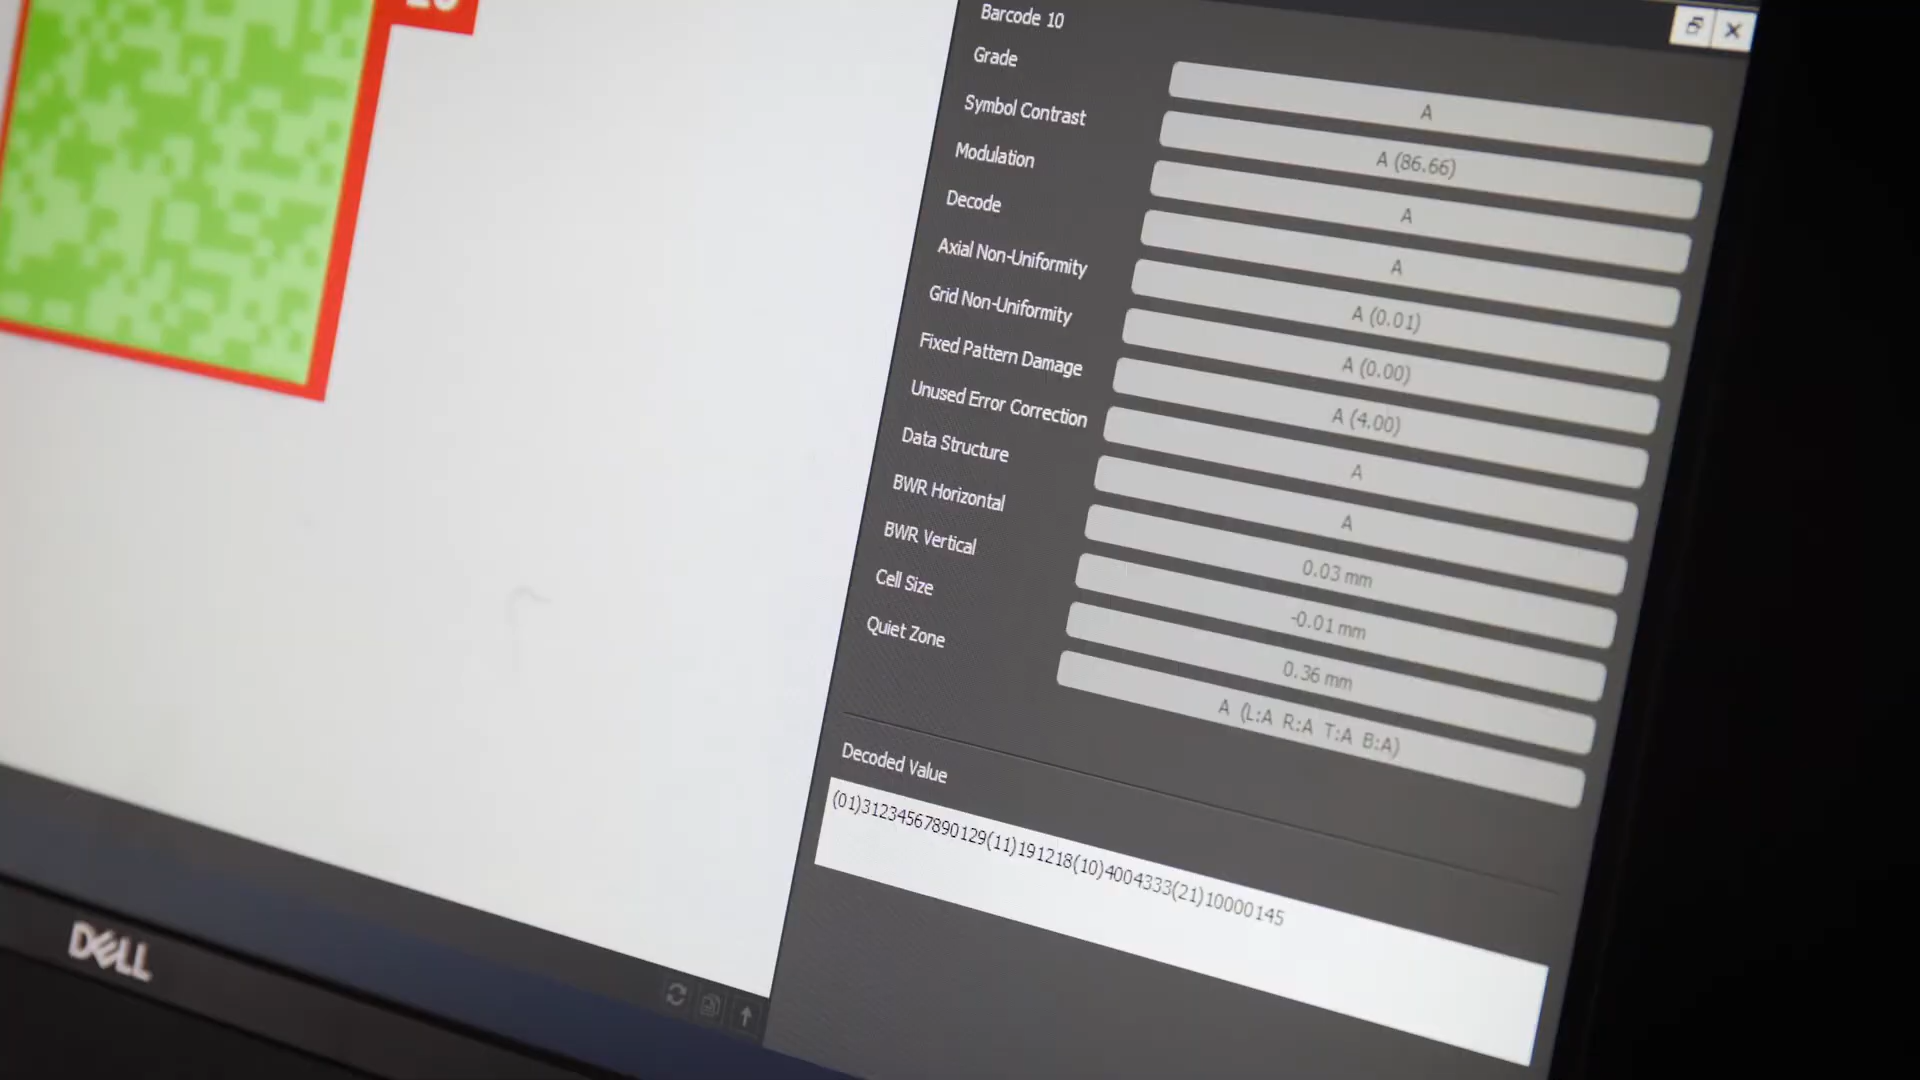 Barcode 10
Grade A
Symbol Contrast A (86.66)
Modulation A
Decode A
Axial Non-Uniformity A (0.01)
Grid Non-Uniformity A (0.00)
Fixed Pattern Damage A (4.00)
Unused Error Correction A
Data Structure A
BWR Horizontal 0.03 mm
BWR Vertical -0.01 mm
Cell Size 0.36 mm
Quiet Zone A (L:A R:A T:A B:A)
Decoded Value
(01)31234567890129(11)191218(10)4004333(21)10000145
DELL